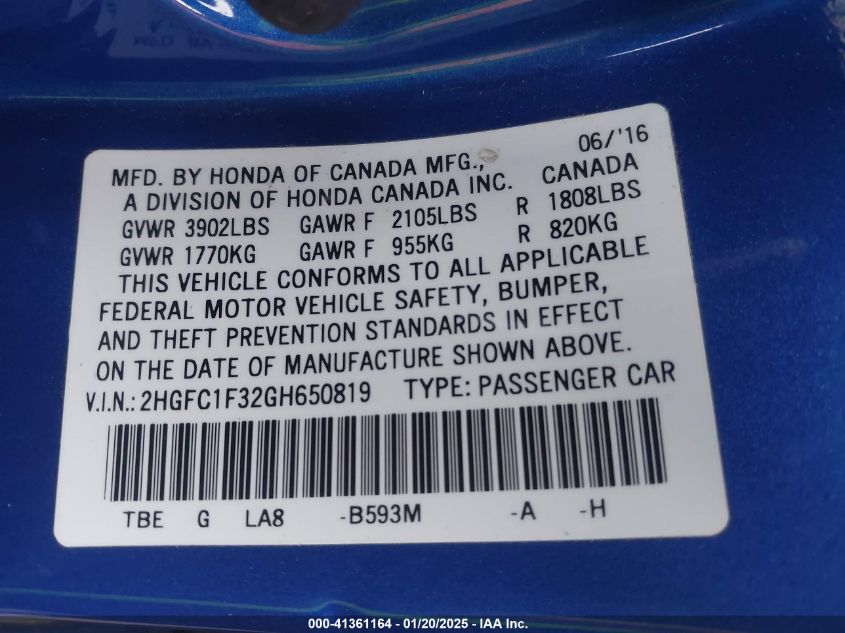 06/'16
MFD. BY HONDA OF CANADA MFG.,
A DIVISION OF HONDA CANADA INC. CANADA
GVWR 3902LBS GAWR F 2105LBS R 1808LBS
GVWR 1770KG GAWR F 955KG R 820KG
THIS VEHICLE CONFORMS TO ALL APPLICABLE
FEDERAL MOTOR VEHICLE SAFETY, BUMPER,
AND THEFT PREVENTION STANDARDS IN EFFECT
ON THE DATE OF MANUFACTURE SHOWN ABOVE.
V.I.N.: 2HGFC1F32GH650819 TYPE: PASSENGER CAR
TBE G LA8 -B593M -A -H
000-41361164 - 01/20/2025 - IAA Inc.